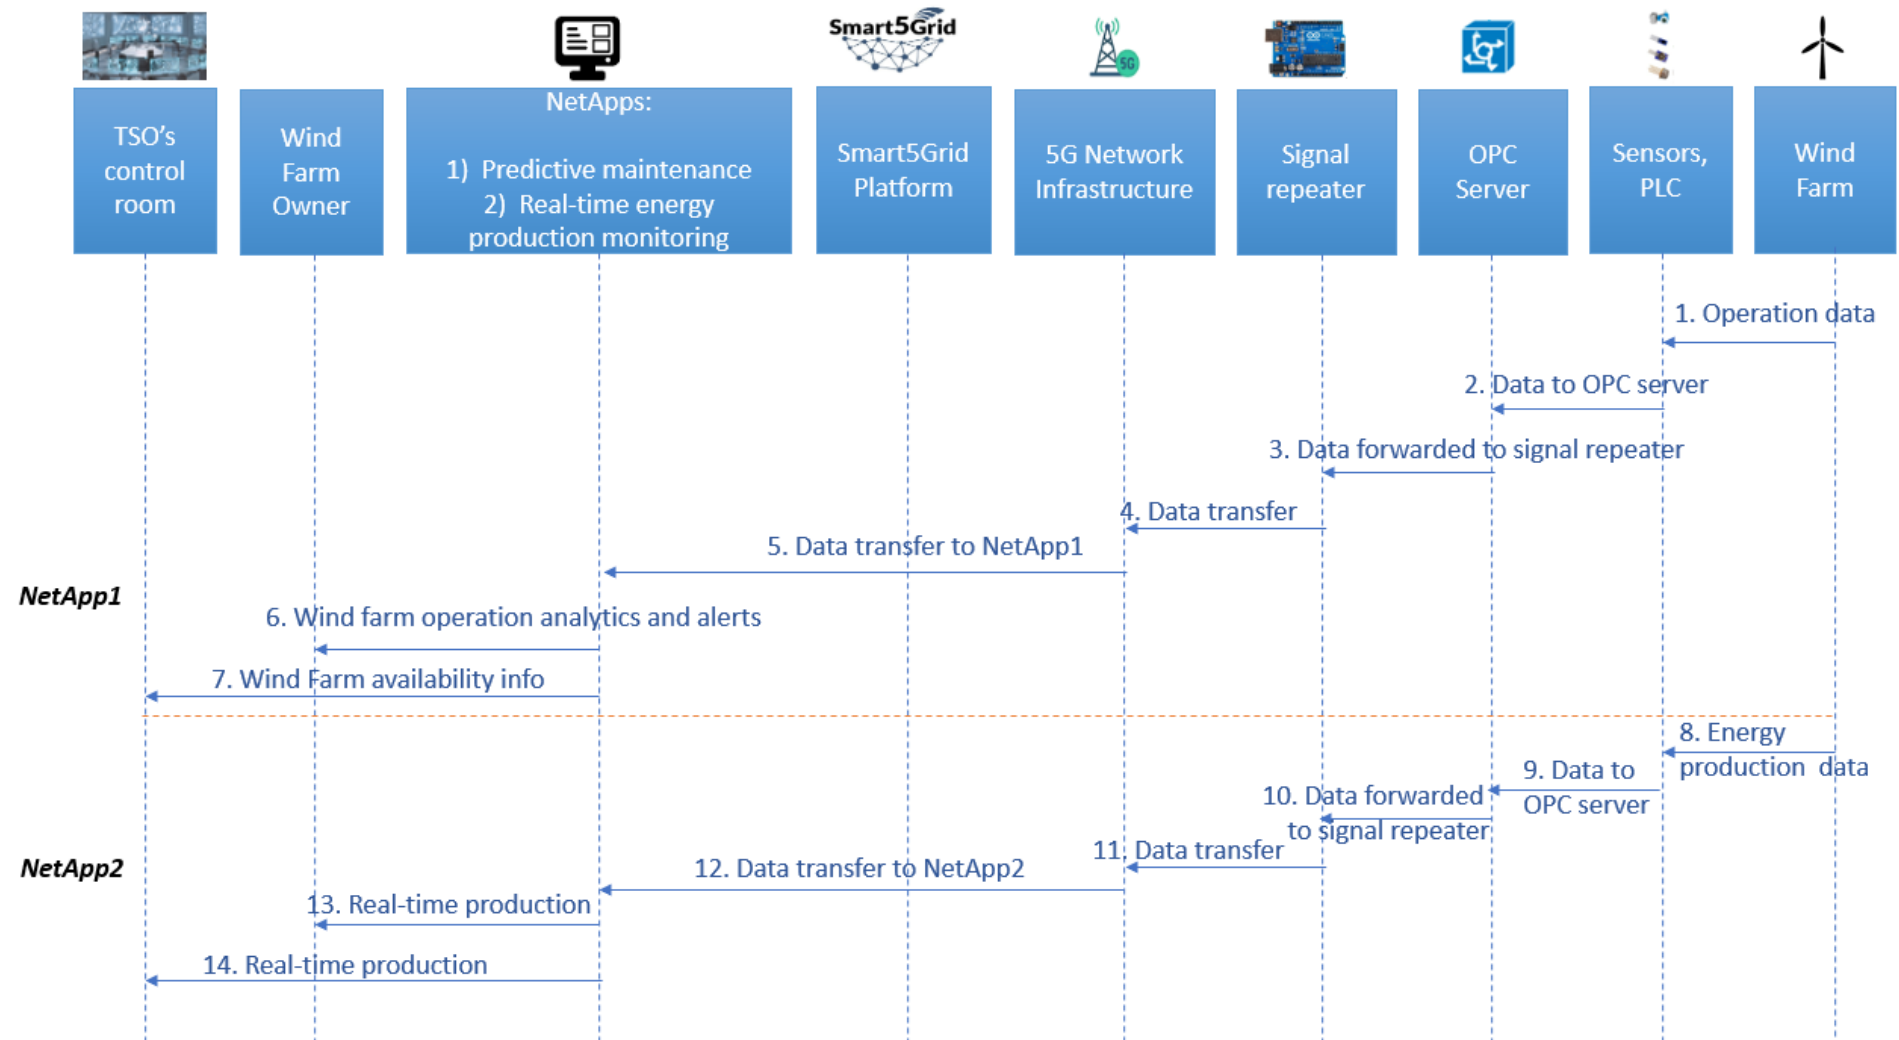 Smart5Grid
5G
TSO's
control
room
Wind
Farm
Owner
NetApps:
1) Predictive maintenance
2) Real-time energy
production monitoring
Smart5Grid
Platform
5G Network
Infrastructure
Signal
repeater
OPC
Server
Sensors,
PLC
Wind
Farm
1. Operation data
2. Data to OPC server
3. Data forwarded to signal repeater
4. Data transfer
5. Data transfer to NetApp1
NetApp1
6. Wind farm operation analytics and alerts
7. Wind Farm availability info
8. Energy
production data
9. Data to
OPC server
10. Data forwarded
to signal repeater
11. Data transfer
12. Data transfer to NetApp2
NetApp2
13. Real-time production
14. Real-time production